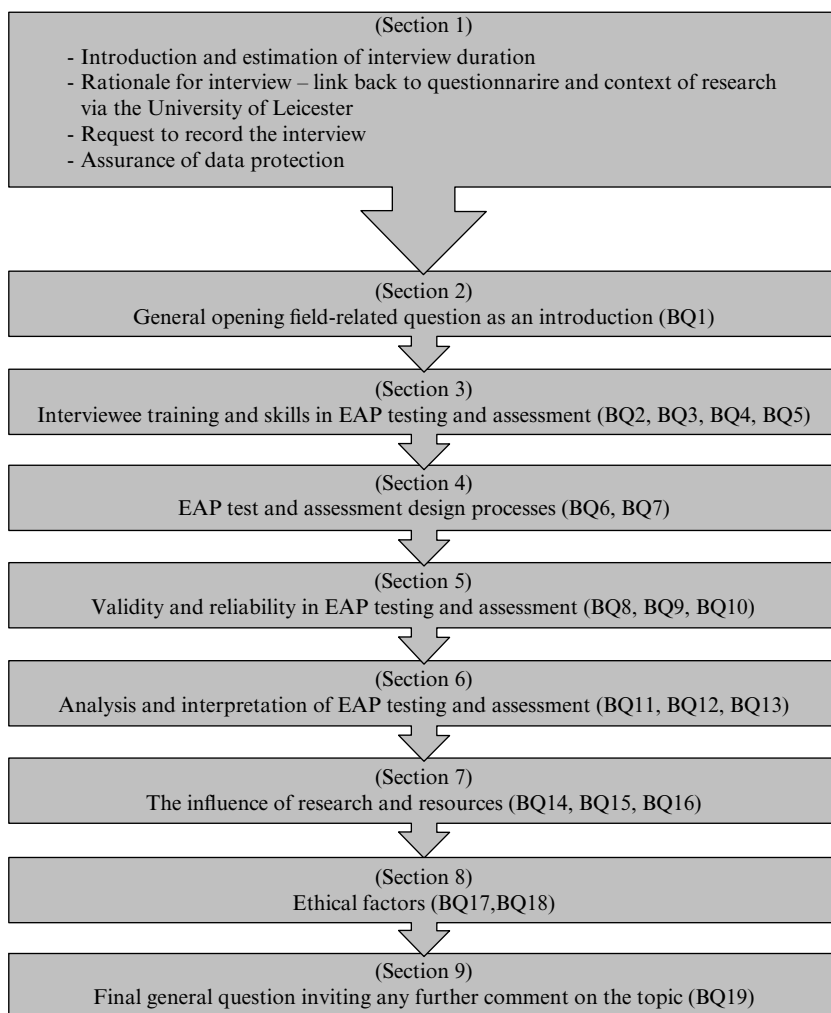 (Section 1)
- Introduction and estimation of interview duration
- Rationale for interview – link back to questionnarire and context of research
via the University of Leicester
- Request to record the interview
- Assurance of data protection
(Section 2)
General opening field-related question as an introduction (BQ1)
(Section 3)
Interviewee training and skills in EAP testing and assessment (BQ2, BQ3, BQ4, BQ5)
(Section 4)
EAP test and assessment design processes (BQ6, BQ7)
(Section 5)
Validity and reliability in EAP testing and assessment (BQ8, BQ9, BQ10)
(Section 6)
Analysis and interpretation of EAP testing and assessment (BQ11, BQ12, BQ13)
(Section 7)
The influence of research and resources (BQ14, BQ15, BQ16)
(Section 8)
Ethical factors (BQ17,BQ18)
(Section 9)
Final general question inviting any further comment on the topic (BQ19)